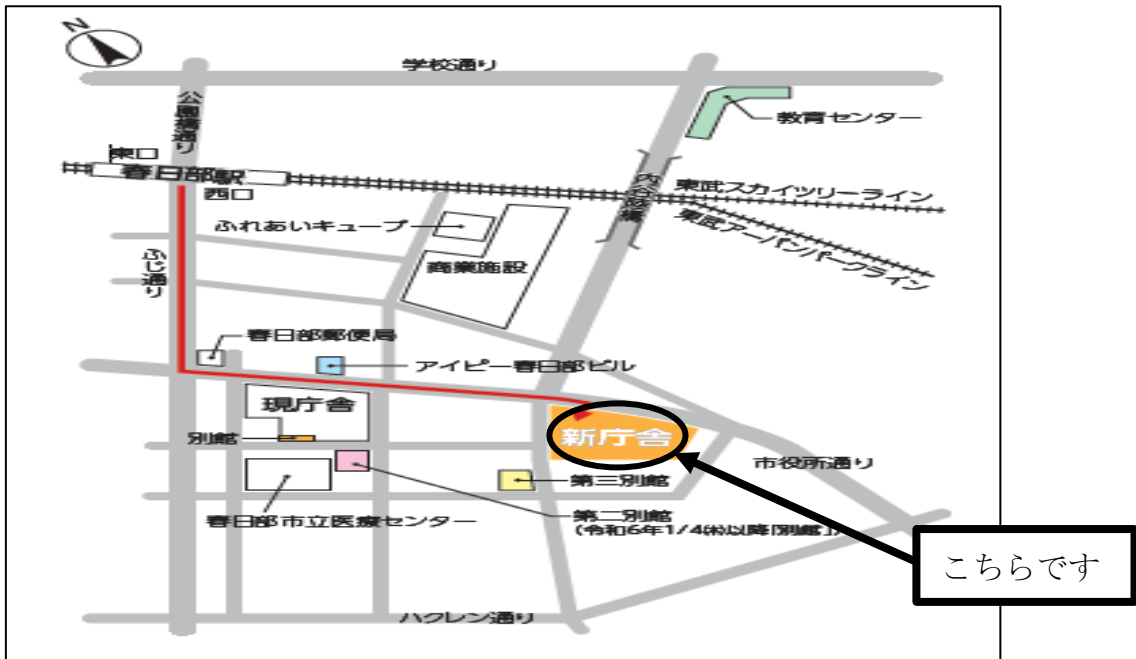 N
学校通り
公園橋通り
教育センター
東口
春日部駅
西口
内谷陸橋
東武スカイツリーライン
東武アーバンパークライン
ふれあいキューブ
商業施設
ふじ通り
春日部郵便局
アイピー春日部ビル
現庁舎
別館
新庁舎
市役所通り
第三別館
春日部市立医療センター
第二別館
(令和6年1/4(木)以降「別館」)
こちらです
ハクレン通り